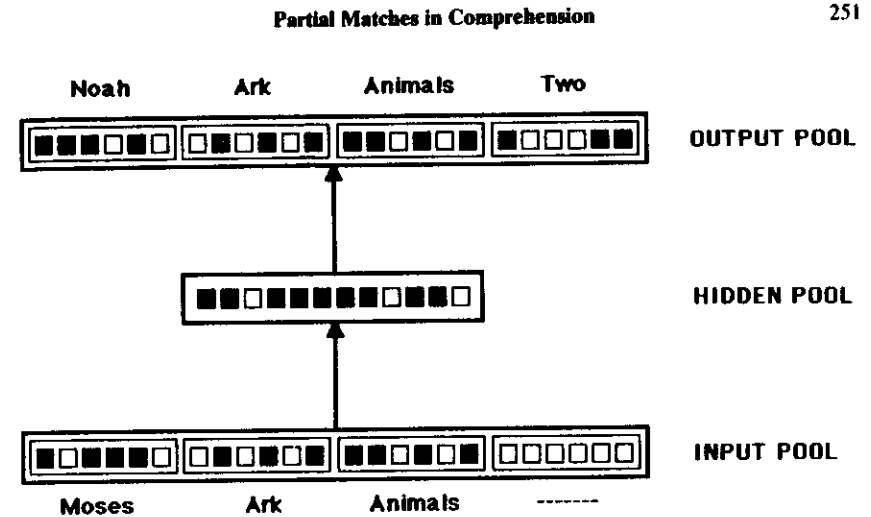 Partial Matches in Comprehension 251
Noah Ark Animals Two
OUTPUT POOL
HIDDEN POOL
INPUT POOL
Moses Ark Animals -------